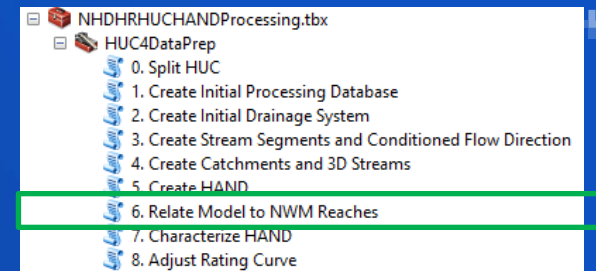 NHDHRHUCHANDProcessing.tbx
HUC4DataPrep
0. Split HUC
1. Create Initial Processing Database
2. Create Initial Drainage System
3. Create Stream Segments and Conditioned Flow Direction
4. Create Catchments and 3D Streams
5. Create HAND
6. Relate Model to NWM Reaches
7. Characterize HAND
8. Adjust Rating Curve